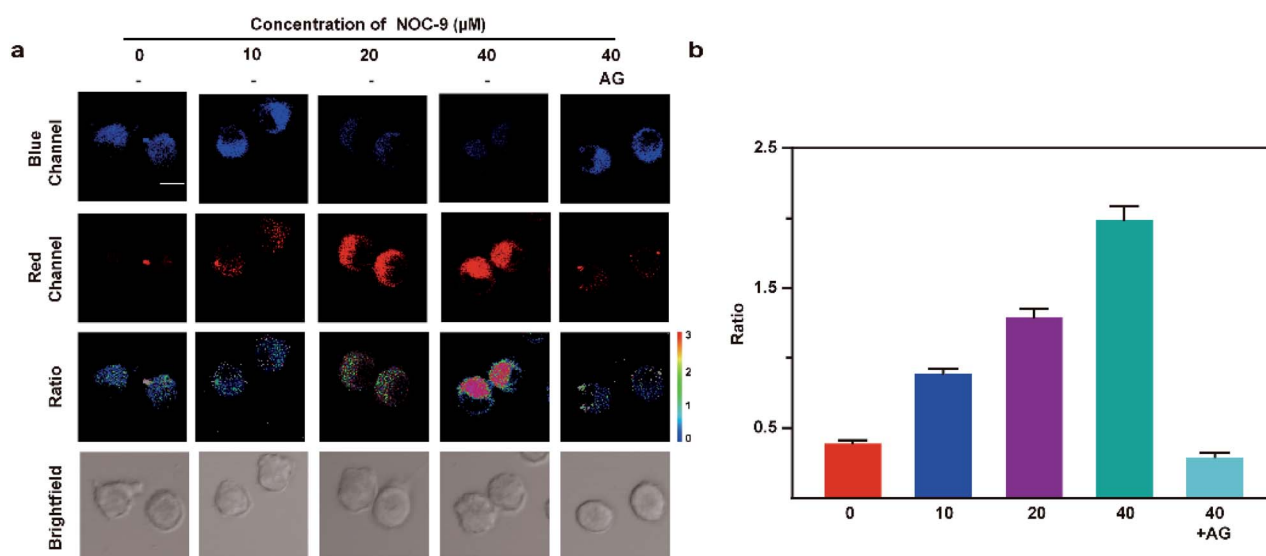 Concentration of NOC-9 (µM)
a
0 10 20 40 40
- - - - AG
Blue Channel
Red Channel
Ratio
3
2
1
0
Brightfield
b
Ratio
2.5
1.5
0.5
0 10 20 40 40
+AG